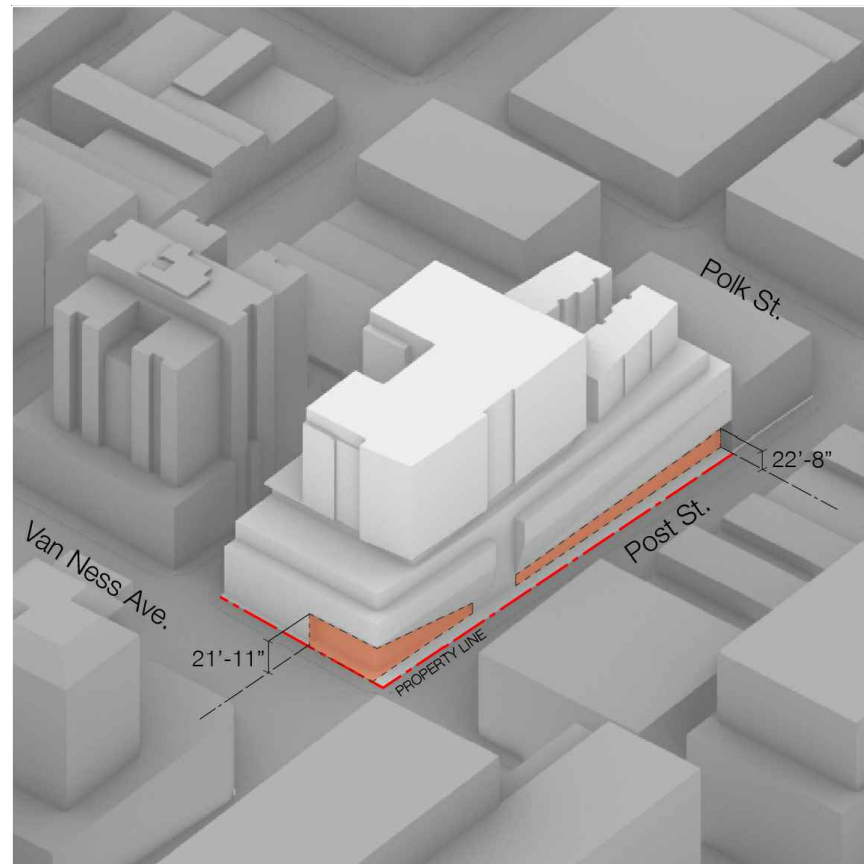 Polk St.
22’-8”
Post St.
Van Ness Ave.
21’-11”
PROPERTY LINE